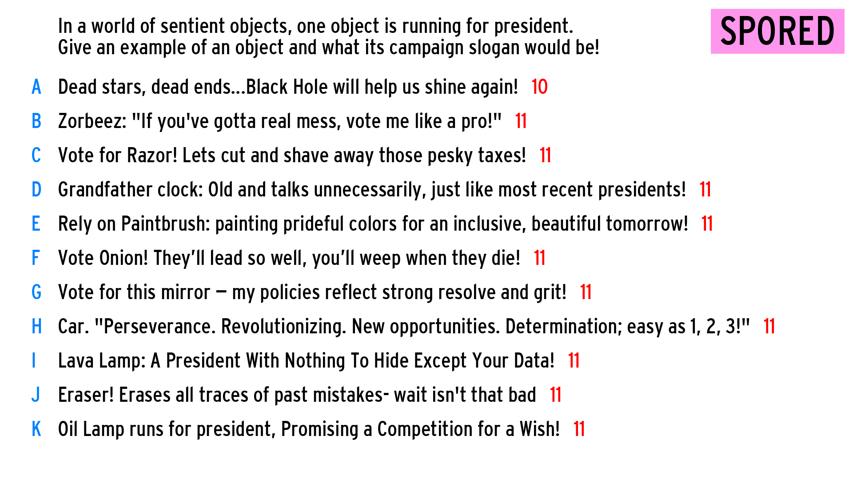 In a world of sentient objects, one object is running for president.
Give an example of an object and what its campaign slogan would be!
SPORED
A Dead stars, dead ends...Black Hole will help us shine again! 10
B Zorbeez: "If you've gotta real mess, vote me like a pro!" 11
C Vote for Razor! Lets cut and shave away those pesky taxes! 11
D Grandfather clock: Old and talks unnecessarily, just like most recent presidents! 11
E Rely on Paintbrush: painting prideful colors for an inclusive, beautiful tomorrow! 11
F Vote Onion! They’ll lead so well, you’ll weep when they die! 11
G Vote for this mirror – my policies reflect strong resolve and grit! 11
H Car. "Perseverance. Revolutionizing. New opportunities. Determination; easy as 1, 2, 3!" 11
I Lava Lamp: A President With Nothing To Hide Except Your Data! 11
J Eraser! Erases all traces of past mistakes- wait isn't that bad 11
K Oil Lamp runs for president, Promising a Competition for a Wish! 11